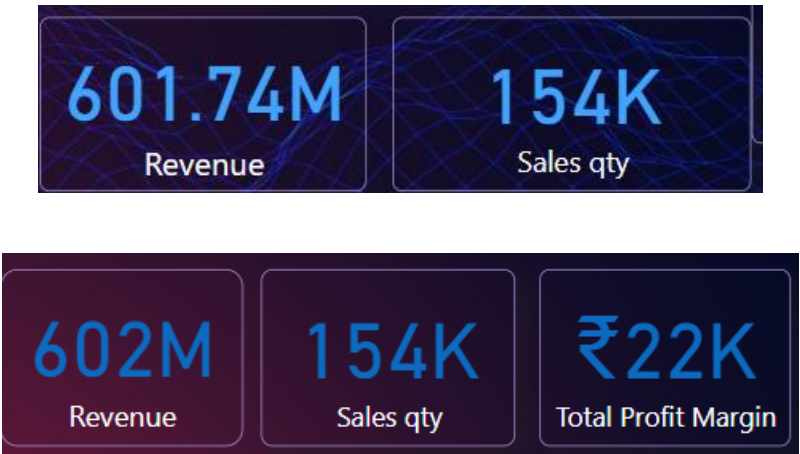 601.74M
Revenue
154K
Sales qty
602M
Revenue
154K
Sales qty
₹22K
Total Profit Margin